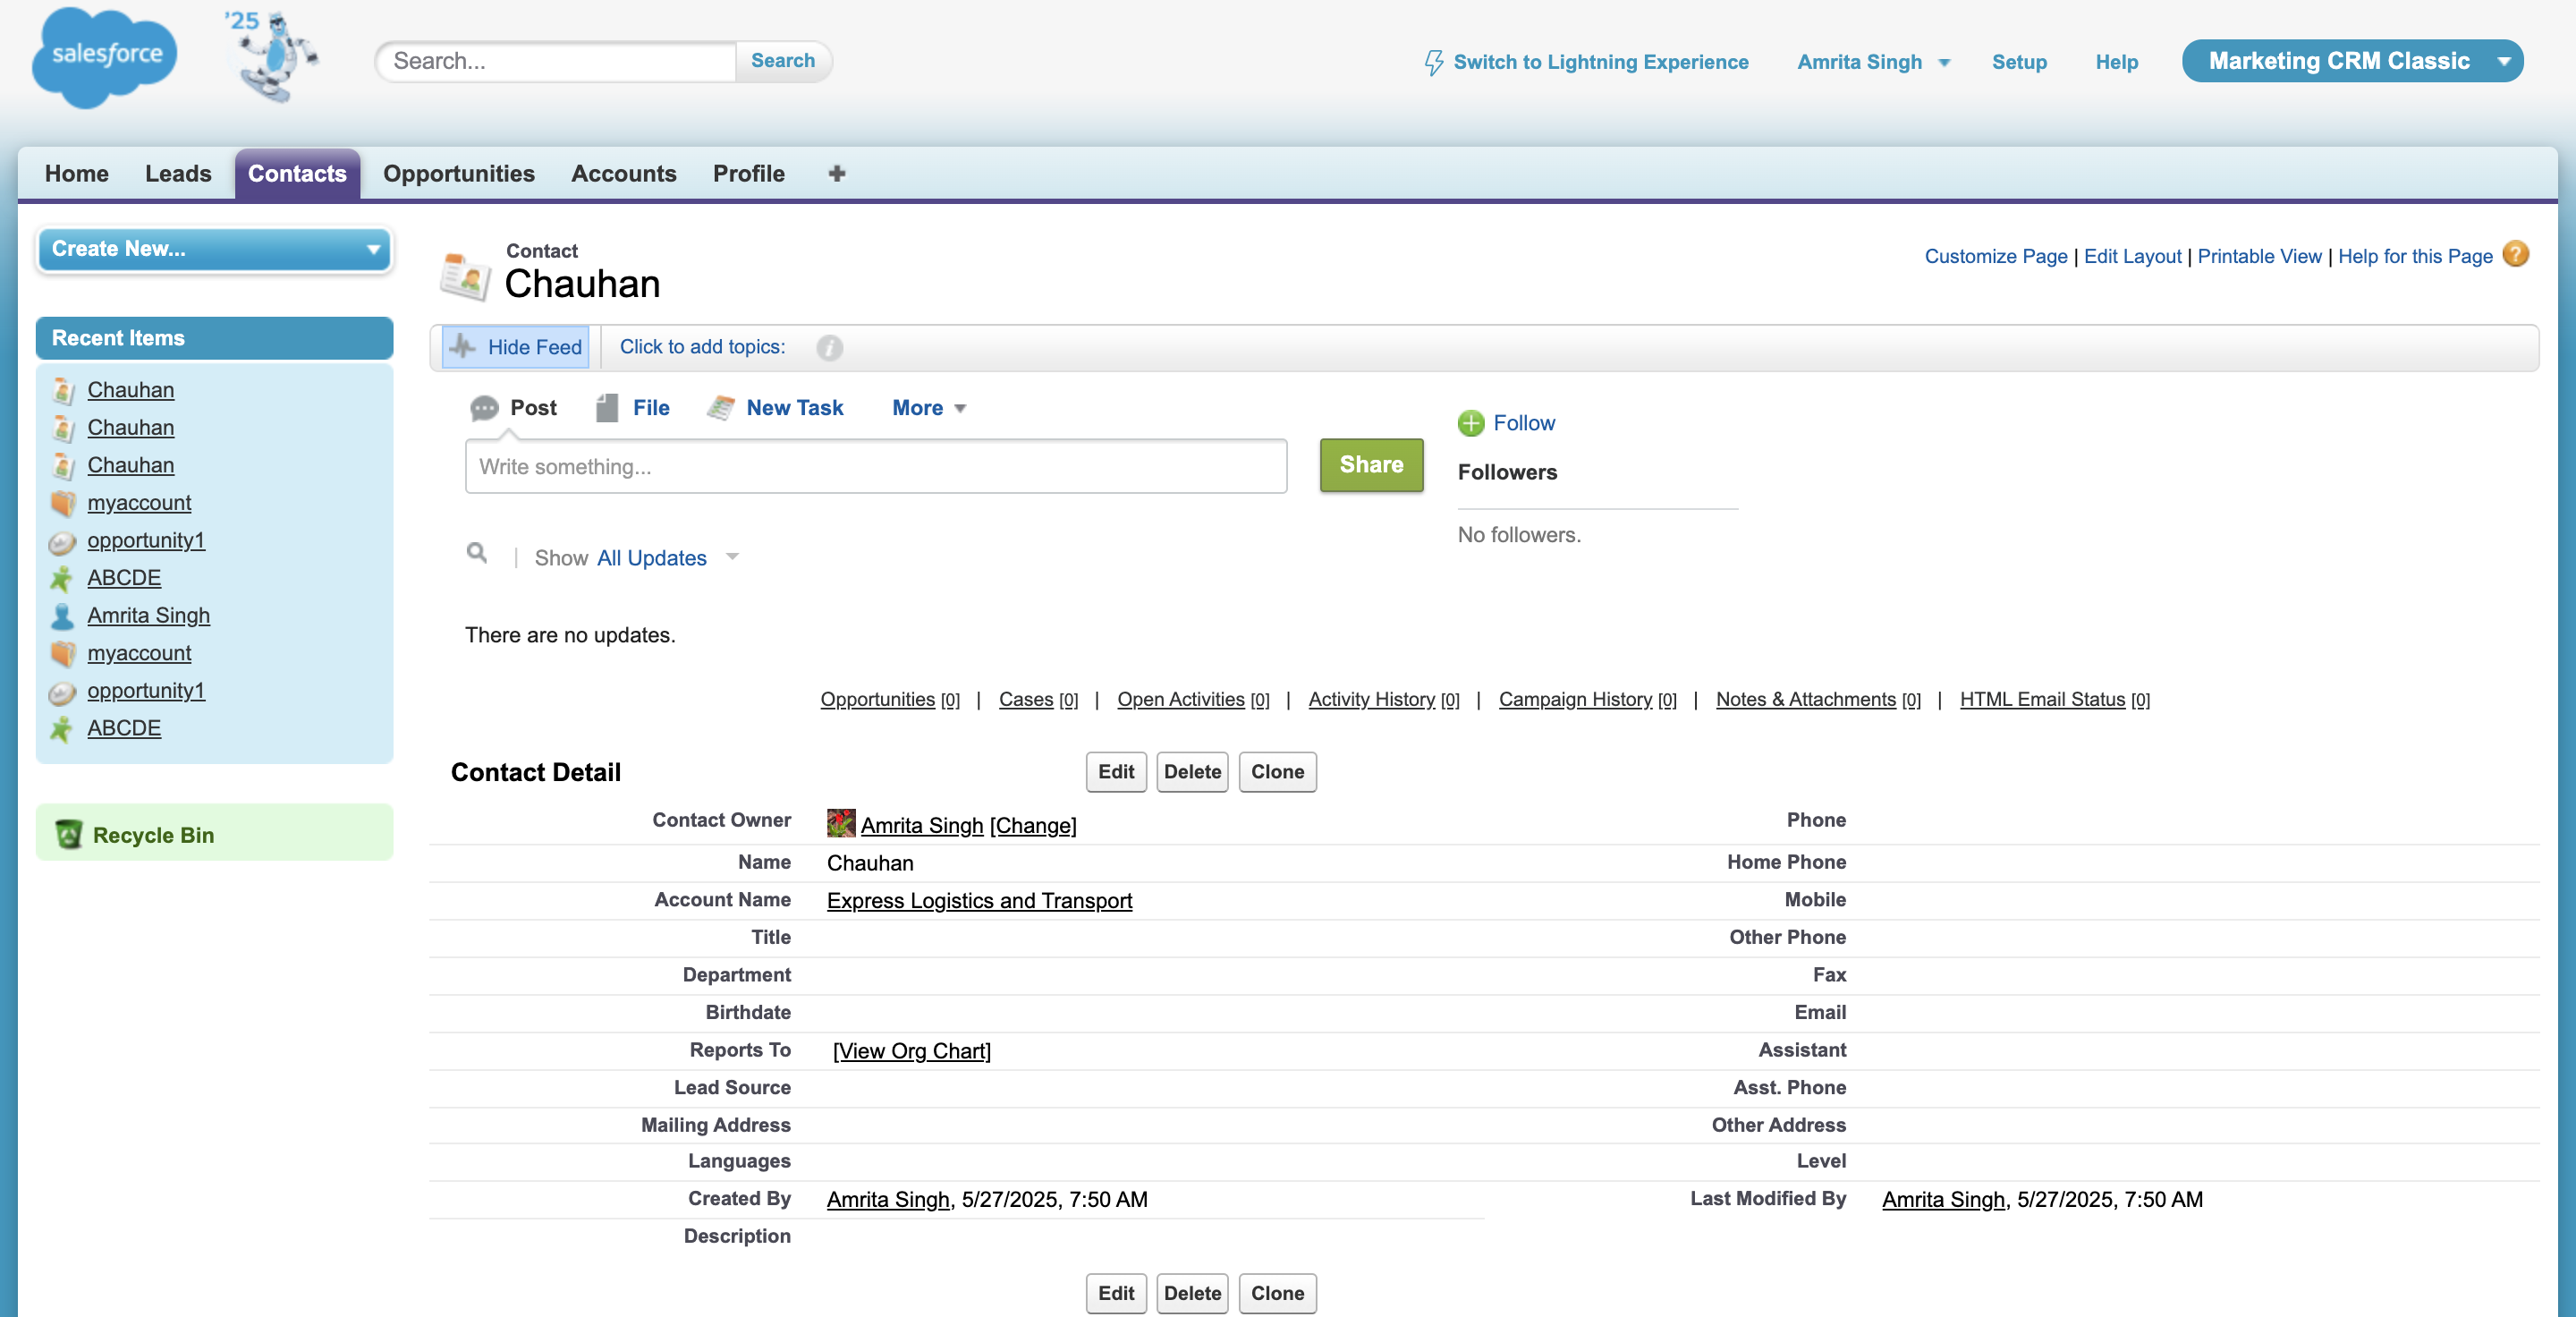 salesforce
'25
Search...
Search
Switch to Lightning Experience
Amrita Singh
Setup
Help
Marketing CRM Classic
Home
Leads
Contacts
Opportunities
Accounts
Profile
+
Create New...
Recent Items
Chauhan
Chauhan
Chauhan
myaccount
opportunity1
ABCDE
Amrita Singh
myaccount
opportunity1
ABCDE
Recycle Bin
Contact
Chauhan
Customize Page | Edit Layout | Printable View | Help for this Page ?
Hide Feed
Click to add topics: i
Post
File
New Task
More
Write something...
Share
Follow
Followers
No followers.
| Show All Updates
There are no updates.
Opportunities [0] | Cases [0] | Open Activities [0] | Activity History [0] | Campaign History [0] | Notes & Attachments [0] | HTML Email Status [0]
Contact Detail
Edit
Delete
Clone
Contact Owner Amrita Singh [Change]
Phone
Name Chauhan
Home Phone
Account Name Express Logistics and Transport
Mobile
Title
Other Phone
Department
Fax
Birthdate
Email
Reports To [View Org Chart]
Assistant
Lead Source
Asst. Phone
Mailing Address
Other Address
Languages
Level
Created By Amrita Singh, 5/27/2025, 7:50 AM
Last Modified By Amrita Singh, 5/27/2025, 7:50 AM
Description
Edit
Delete
Clone